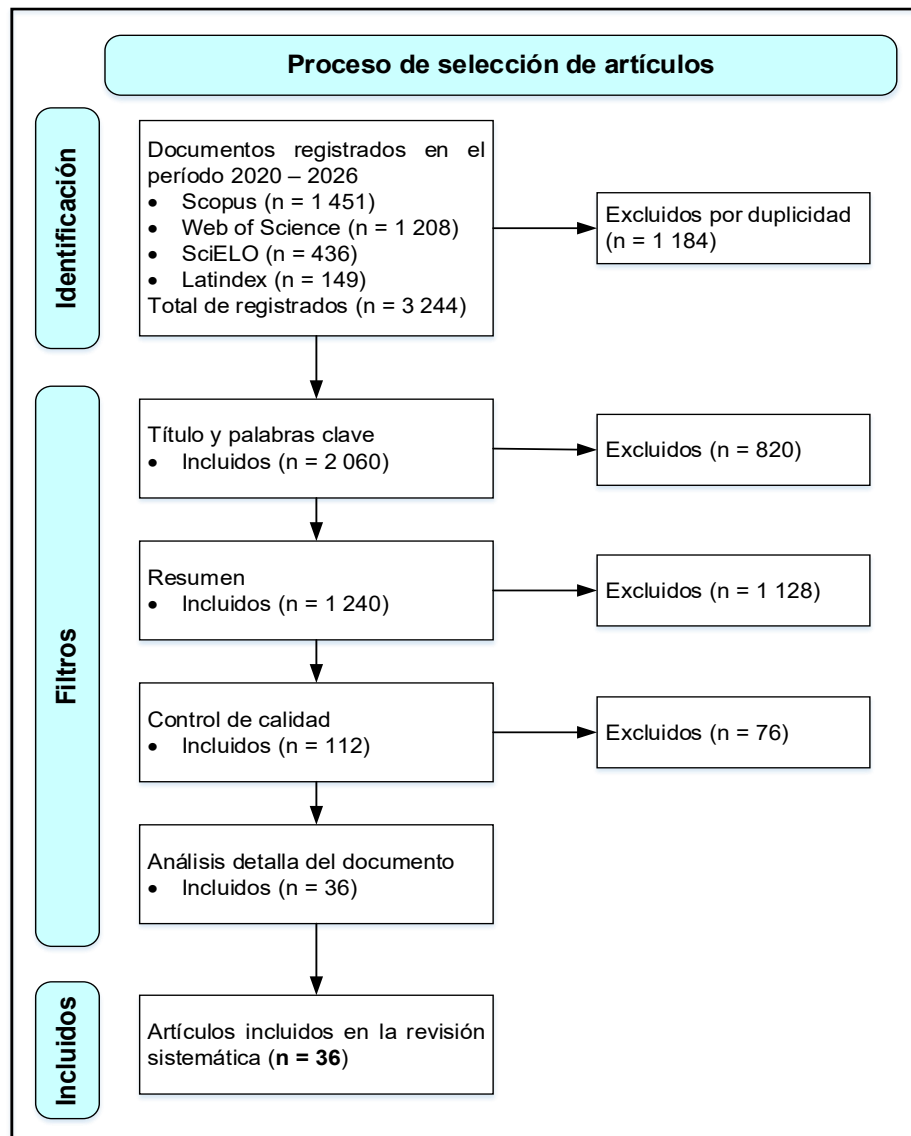 Proceso de selección de artículos
Identificación
Documentos registrados en el
período 2020 – 2026
• Scopus (n = 1 451)
• Web of Science (n = 1 208)
• SciELO (n = 436)
• Latindex (n = 149)
Total de registrados (n = 3 244)
Excluidos por duplicidad
(n = 1 184)
Filtros
Título y palabras clave
• Incluidos (n = 2 060)
Excluidos (n = 820)
Resumen
• Incluidos (n = 1 240)
Excluidos (n = 1 128)
Control de calidad
• Incluidos (n = 112)
Excluidos (n = 76)
Análisis detalla del documento
• Incluidos (n = 36)
Incluidos
Artículos incluidos en la revisión
sistemática (n = 36)